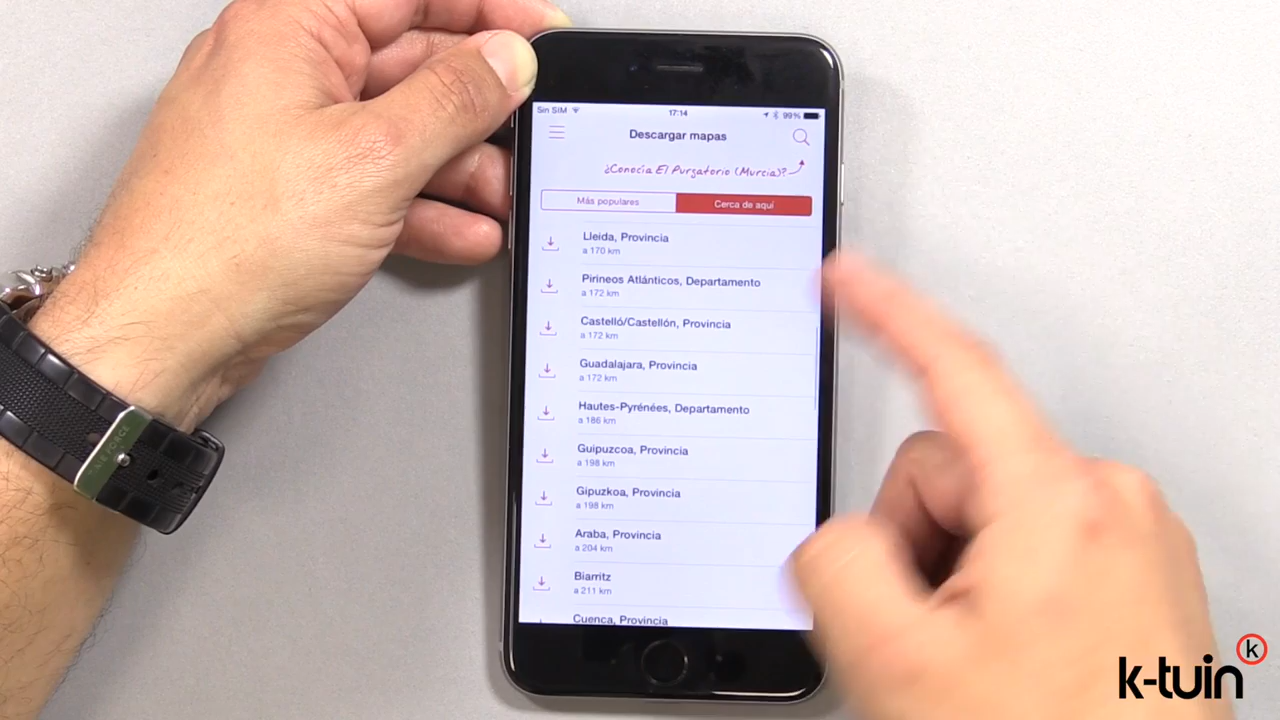 Sin SIM 17:14 99%
Descargar mapas
¿Conocía El Purgatorio (Murcia)?
Más populares Cerca de aquí
Lleida, Provincia
a 170 km
Pirineos Atlánticos, Departamento
a 172 km
Castelló/Castellón, Provincia
a 172 km
Guadalajara, Provincia
a 172 km
Hautes-Pyrénées, Departamento
a 186 km
Guipuzcoa, Provincia
a 198 km
Gipuzkoa, Provincia
a 198 km
Araba, Provincia
a 204 km
Biarritz
a 211 km
Cuenca, Provincia
AIR FORCE
k-tuin k